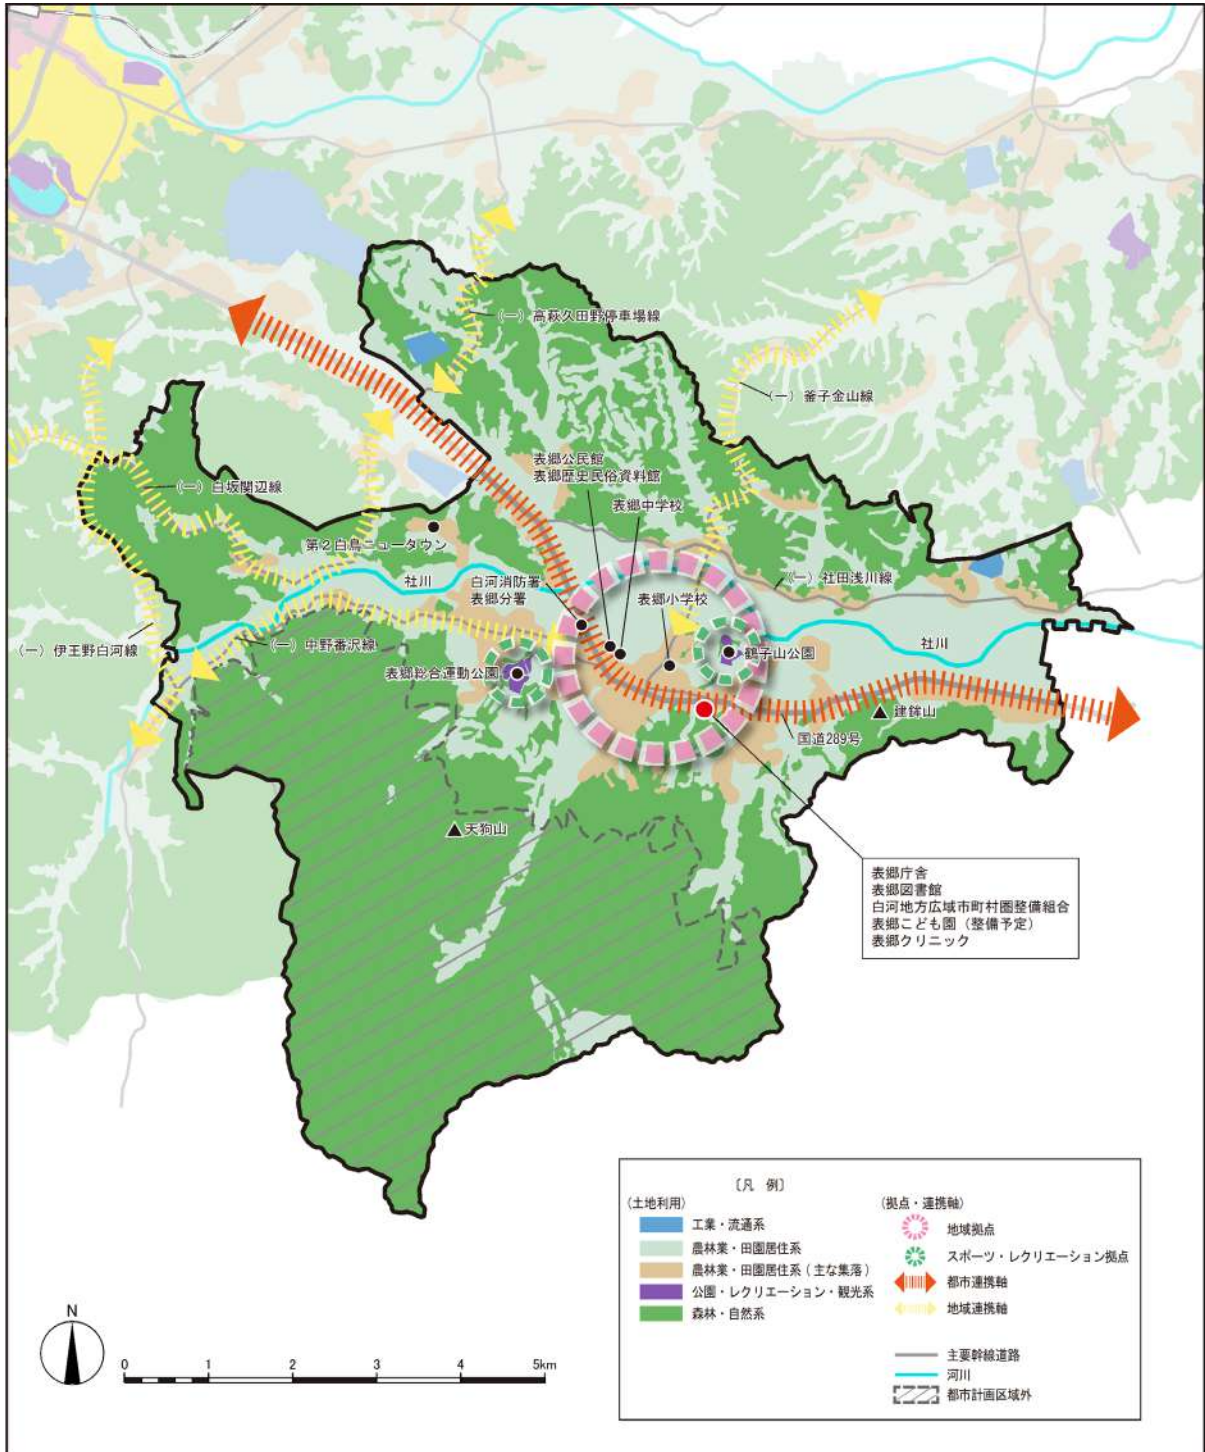 (一) 高萩久田野停車場線
(一) 釜子金山線
表郷公民館
表郷歴史民俗資料館
表郷中学校
(一) 白坂関辺線
第2白鳥ニュータウン
社川
白河消防署
表郷分署
表郷小学校
(一) 社田浅川線
(一) 伊王野白河線
(一) 中野番沢線
表郷総合運動公園
鶴子山公園
社川
建鉾山
国道289号
天狗山
表郷庁舎
表郷図書館
白河地方広域市町村圏整備組合
表郷こども園（整備予定）
表郷クリニック
〔凡 例〕
(土地利用)
工業・流通系
農林業・田園居住系
農林業・田園居住系(主な集落)
公園・レクリエーション・観光系
森林・自然系
(拠点・連携軸)
地域拠点
スポーツ・レクリエーション拠点
都市連携軸
地域連携軸
主要幹線道路
河川
都市計画区域外
N
0 1 2 3 4 5km